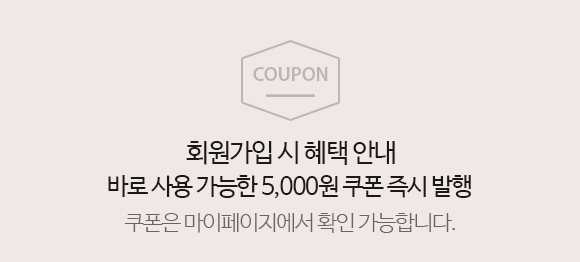 COUPON
회원가입 시 혜택 안내
바로 사용 가능한 5,000원 쿠폰 즉시 발행
쿠폰은 마이페이지에서 확인 가능합니다.